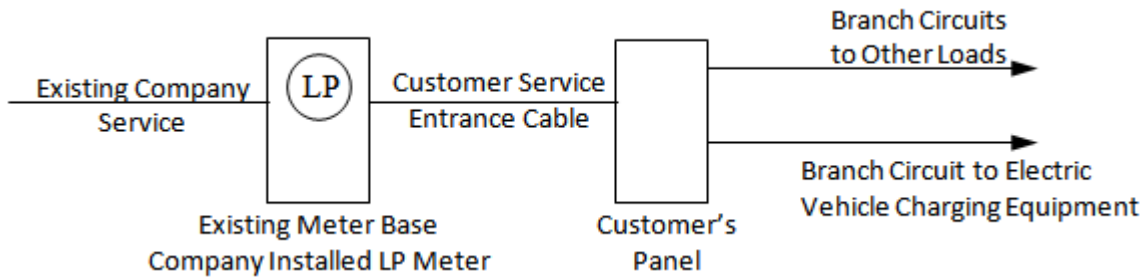 Existing Company
Service
LP
Existing Meter Base
Company Installed LP Meter
Customer Service
Entrance Cable
Customer’s
Panel
Branch Circuits
to Other Loads
Branch Circuit to Electric
Vehicle Charging Equipment